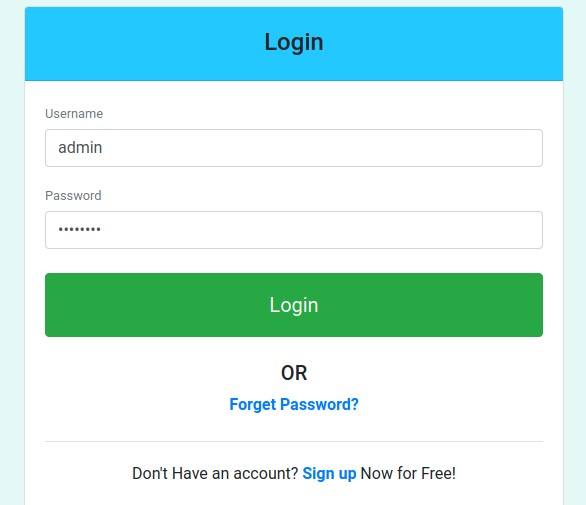 Login
Username
admin
Password
••••••••
Login
OR
Forget Password?
Don't Have an account? Sign up Now for Free!